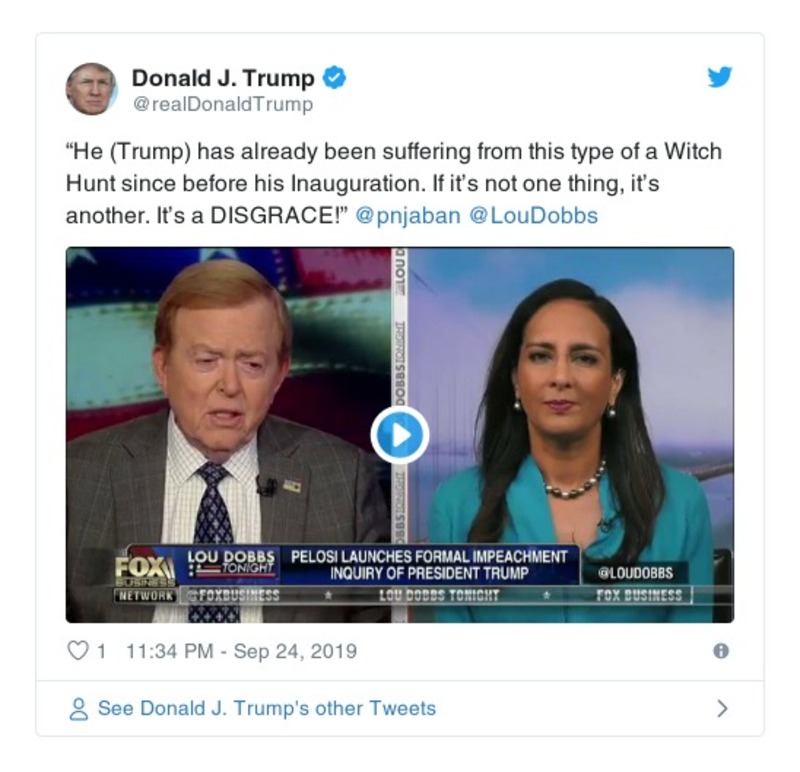 Donald J. Trump
@realDonaldTrump
“He (Trump) has already been suffering from this type of a Witch
Hunt since before his Inauguration. If it’s not one thing, it’s
another. It’s a DISGRACE!” @pnjaban @LouDobbs
LOU D
DOBBS TONIGHT
DOBBS TONIGHT
FOX
BUSINESS
NETWORK
LOU DOBBS
TONIGHT
PELOSI LAUNCHES FORMAL IMPEACHMENT
INQUIRY OF PRESIDENT TRUMP
@LOUDOBBS
@FOXBUSINESS * LOU DOBBS TONIGHT * FOX BUSINESS
1 11:34 PM - Sep 24, 2019
See Donald J. Trump's other Tweets